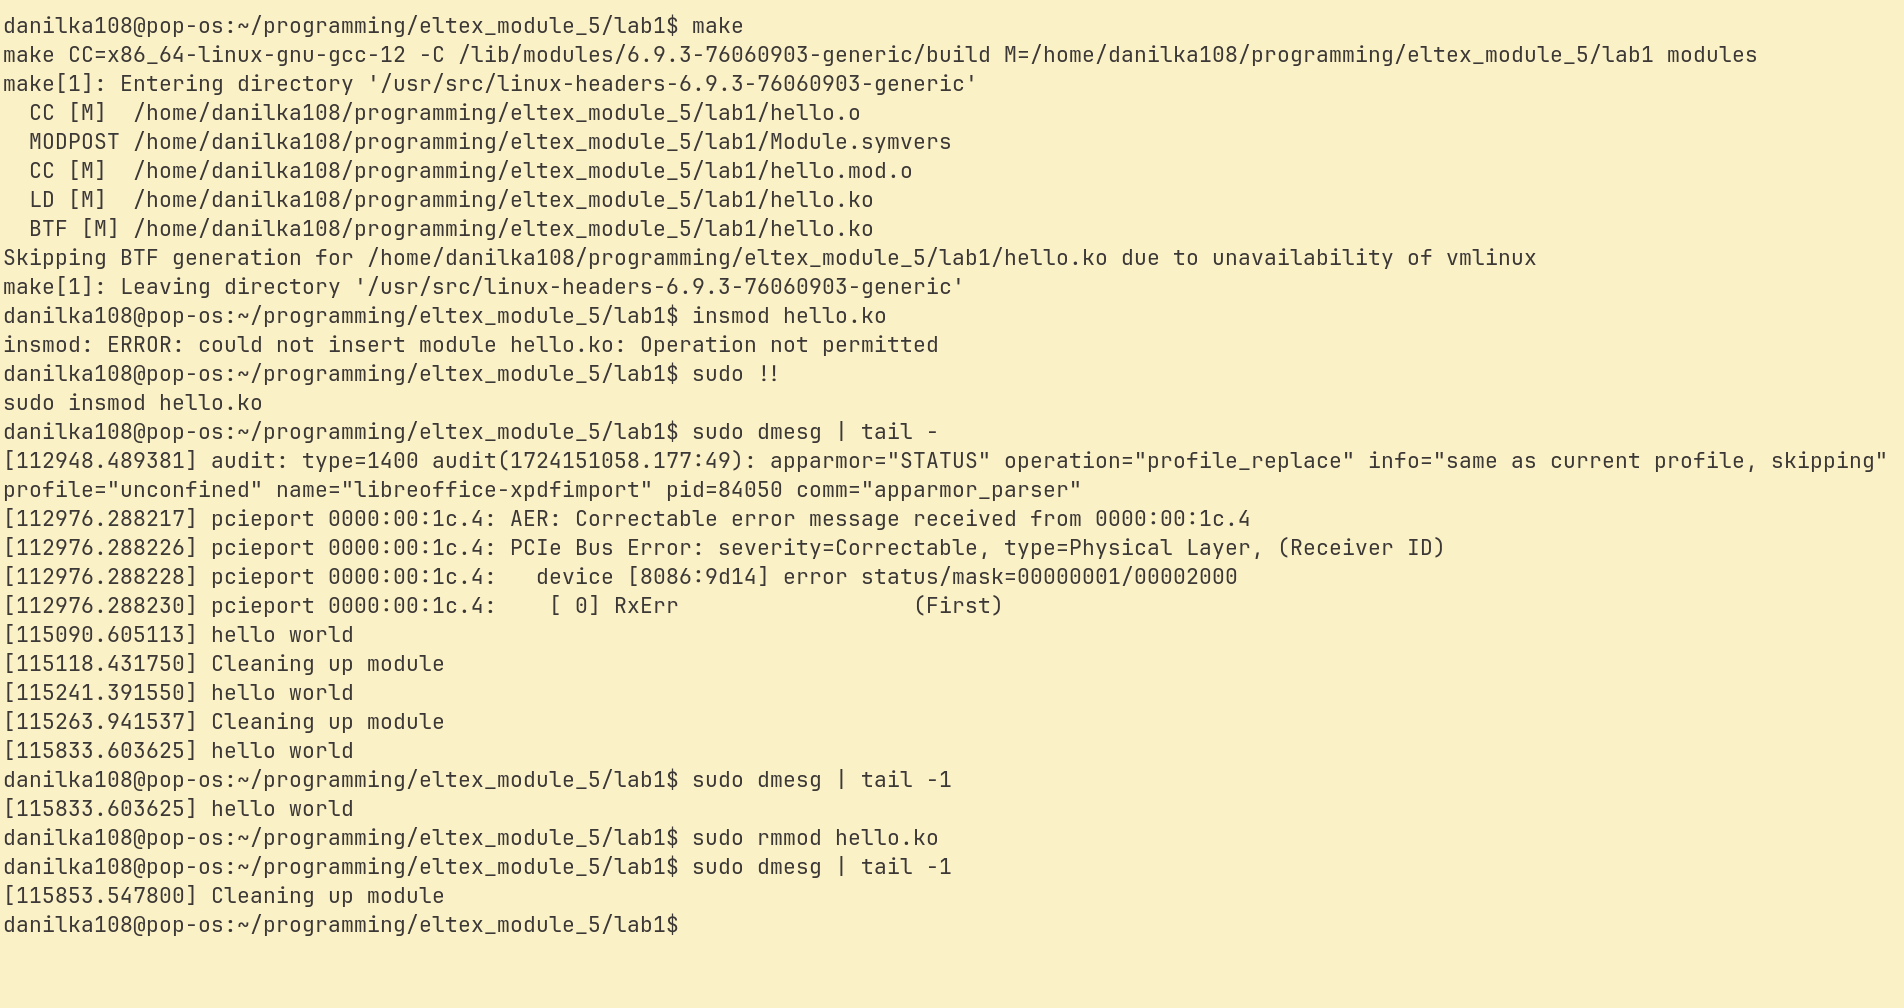 danilka108@pop-os:~/programming/eltex_module_5/lab1$ make
make CC=x86_64-linux-gnu-gcc-12 -C /lib/modules/6.9.3-76060903-generic/build M=/home/danilka108/programming/eltex_module_5/lab1 modules
make[1]: Entering directory '/usr/src/linux-headers-6.9.3-76060903-generic'
  CC [M]  /home/danilka108/programming/eltex_module_5/lab1/hello.o
  MODPOST /home/danilka108/programming/eltex_module_5/lab1/Module.symvers
  CC [M]  /home/danilka108/programming/eltex_module_5/lab1/hello.mod.o
  LD [M]  /home/danilka108/programming/eltex_module_5/lab1/hello.ko
  BTF [M] /home/danilka108/programming/eltex_module_5/lab1/hello.ko
Skipping BTF generation for /home/danilka108/programming/eltex_module_5/lab1/hello.ko due to unavailability of vmlinux
make[1]: Leaving directory '/usr/src/linux-headers-6.9.3-76060903-generic'
danilka108@pop-os:~/programming/eltex_module_5/lab1$ insmod hello.ko
insmod: ERROR: could not insert module hello.ko: Operation not permitted
danilka108@pop-os:~/programming/eltex_module_5/lab1$ sudo !!
sudo insmod hello.ko
danilka108@pop-os:~/programming/eltex_module_5/lab1$ sudo dmesg | tail -
[112948.489381] audit: type=1400 audit(1724151058.177:49): apparmor="STATUS" operation="profile_replace" info="same as current profile, skipping"
profile="unconfined" name="libreoffice-xpdfimport" pid=84050 comm="apparmor_parser"
[112976.288217] pcieport 0000:00:1c.4: AER: Correctable error message received from 0000:00:1c.4
[112976.288226] pcieport 0000:00:1c.4: PCIe Bus Error: severity=Correctable, type=Physical Layer, (Receiver ID)
[112976.288228] pcieport 0000:00:1c.4:   device [8086:9d14] error status/mask=00000001/00002000
[112976.288230] pcieport 0000:00:1c.4:    [ 0] RxErr                  (First)
[115090.605113] hello world
[115118.431750] Cleaning up module
[115241.391550] hello world
[115263.941537] Cleaning up module
[115833.603625] hello world
danilka108@pop-os:~/programming/eltex_module_5/lab1$ sudo dmesg | tail -1
[115833.603625] hello world
danilka108@pop-os:~/programming/eltex_module_5/lab1$ sudo rmmod hello.ko
danilka108@pop-os:~/programming/eltex_module_5/lab1$ sudo dmesg | tail -1
[115853.547800] Cleaning up module
danilka108@pop-os:~/programming/eltex_module_5/lab1$